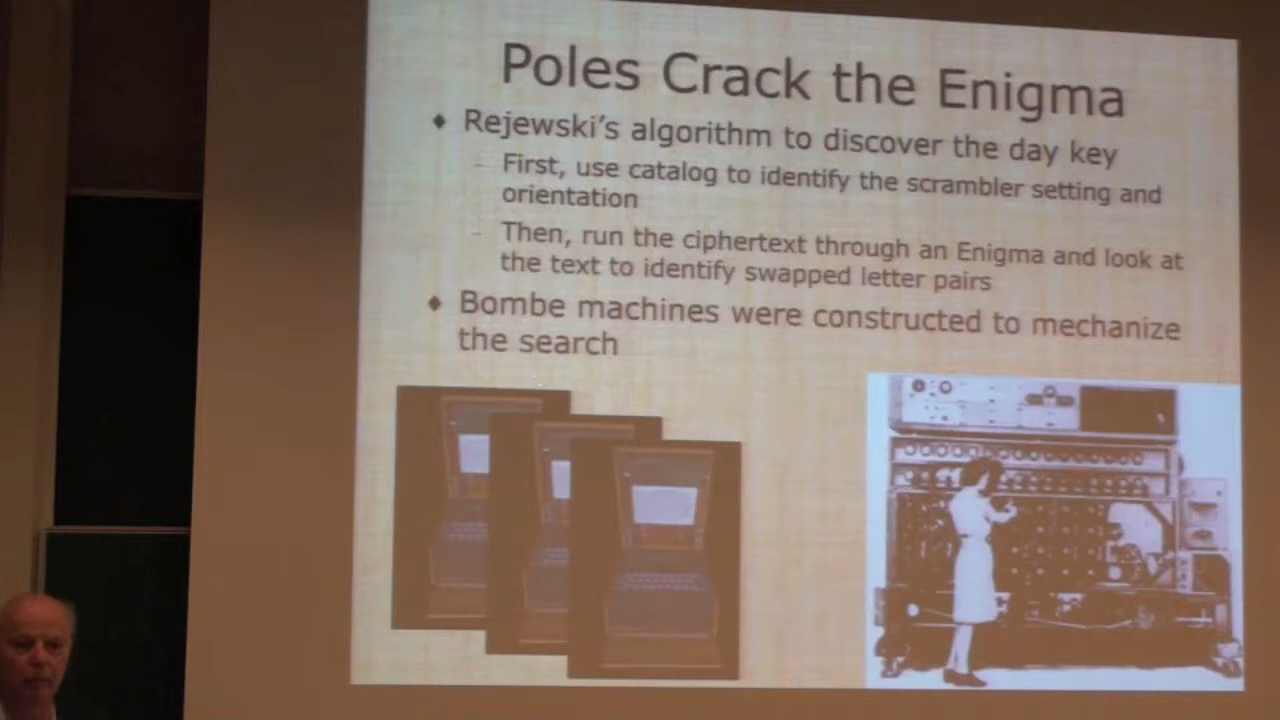 Poles Crack the Enigma
♦ Rejewski's algorithm to discover the day key
– First, use catalog to identify the scrambler setting and
orientation
– Then, run the ciphertext through an Enigma and look at
the text to identify swapped letter pairs
♦ Bombe machines were constructed to mechanize
the search